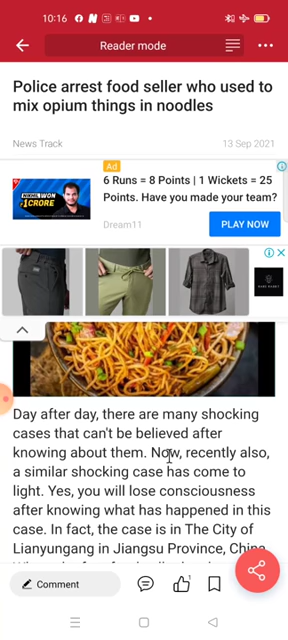 10:16
Reader mode
Police arrest food seller who used to
mix opium things in noodles
News Track
13 Sep 2021
Ad
6 Runs = 8 Points | 1 Wickets = 25
Points. Have you made your team?
WON
1 CRORE
Dream11
PLAY NOW
Day after day, there are many shocking
cases that can't be believed after
knowing about them. Now, recently also,
a similar shocking case has come to
light. Yes, you will lose consciousness
after knowing what has happened in this
case. In fact, the case is in The City of
Lianyungang in Jiangsu Province, China.
Comment
1